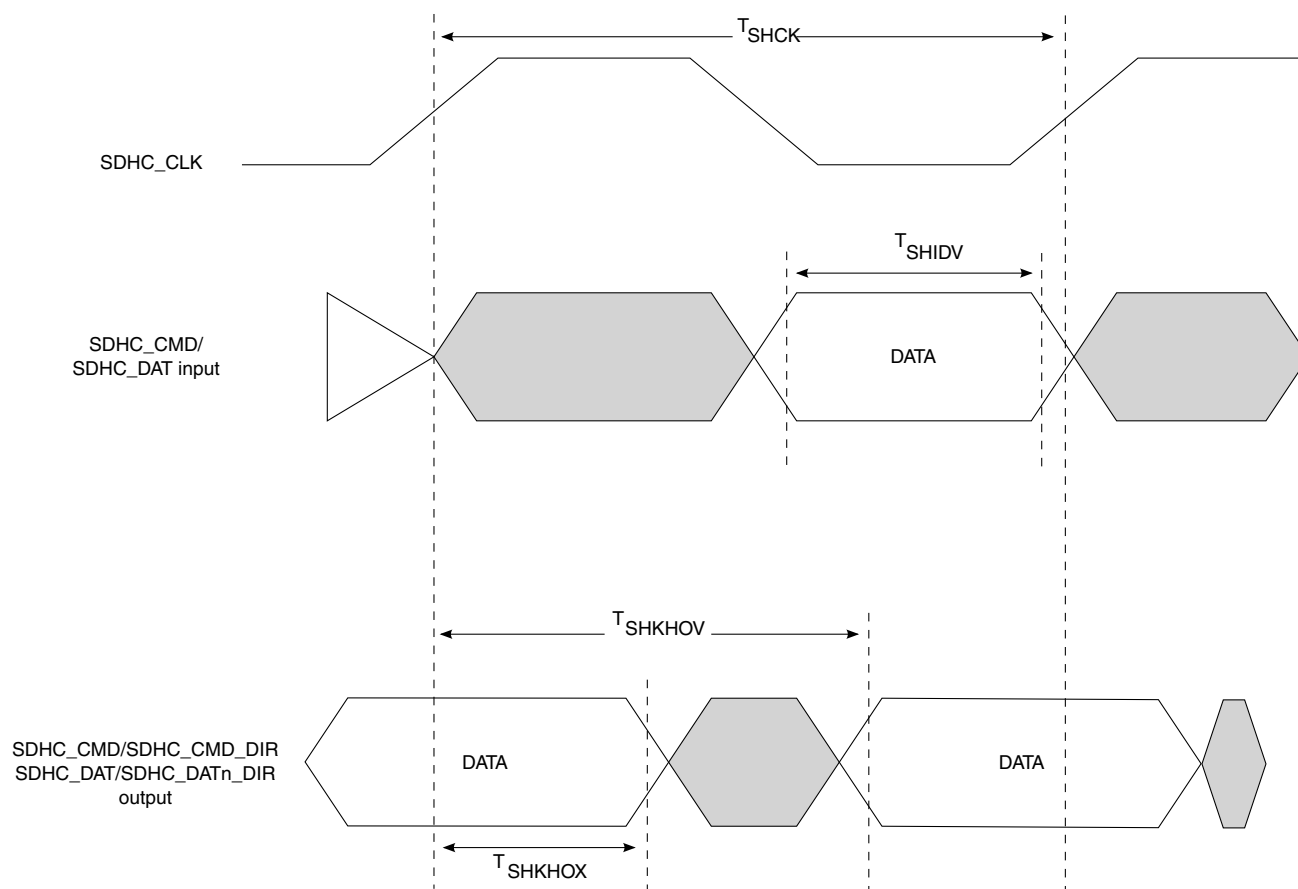 TSHCK
SDHC_CLK
TSHIDV
SDHC_CMD/
SDHC_DAT input
DATA
TSHKHOV
SDHC_CMD/SDHC_CMD_DIR
SDHC_DAT/SDHC_DATn_DIR
output
DATA
DATA
TSHKHOX